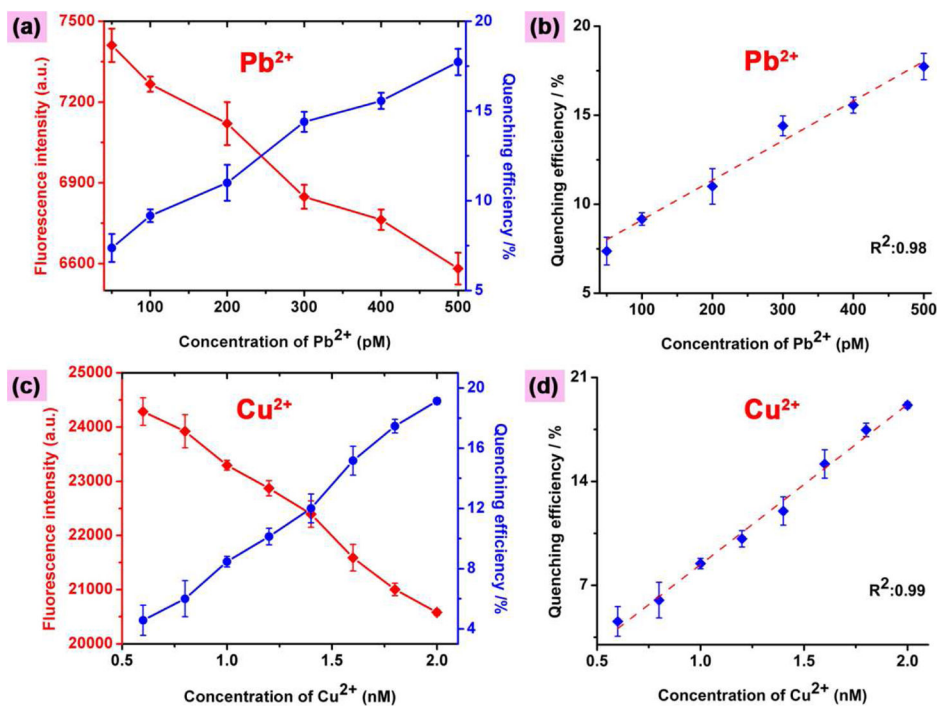 (a)
Pb²⁺
Fluorescence intensity (a.u.)
7500
7200
6900
6600
Quenching efficiency /%
20
15
10
5
100 200 300 400 500
Concentration of Pb²⁺ (pM)
(b)
Pb²⁺
Quenching efficiency / %
20
15
10
5
R²:0.98
100 200 300 400 500
Concentration of Pb²⁺ (pM)
(c)
Cu²⁺
Fluorescence intensity (a.u.)
25000
24000
23000
22000
21000
20000
Quenching efficiency /%
20
16
12
8
4
0.5 1.0 1.5 2.0
Concentration of Cu²⁺ (nM)
(d)
Cu²⁺
Quenching efficiency / %
21
14
7
R²:0.99
0.5 1.0 1.5 2.0
Concentration of Cu²⁺ (nM)